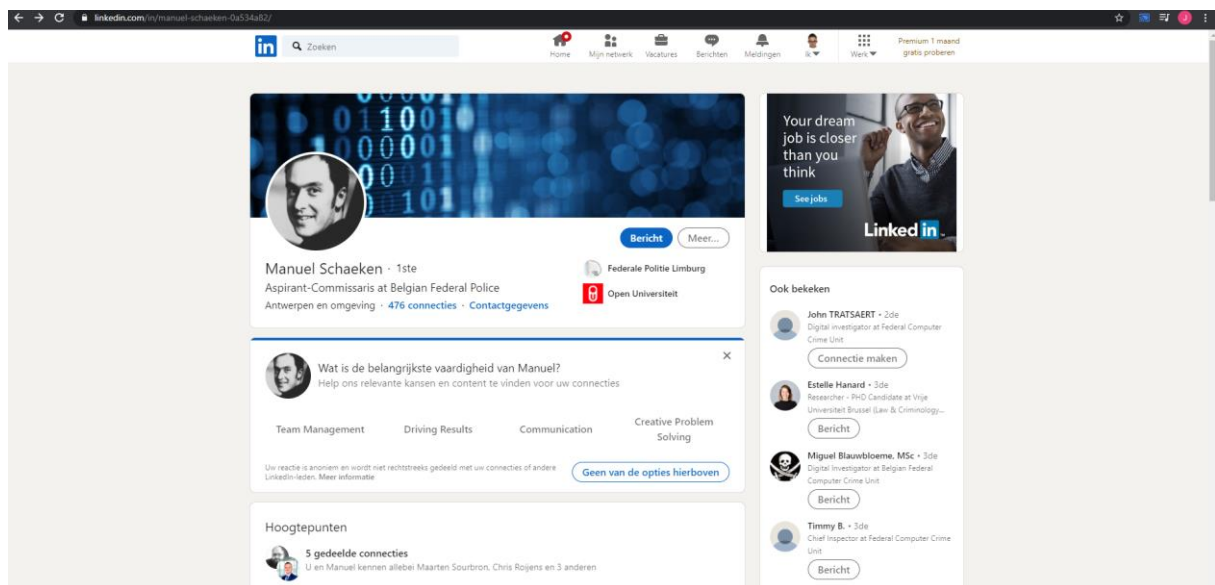 linkedin.com/in/manuel-schaeken-0a534a82/
in
Zoeken
Home
Mijn netwerk
Vacatures
Berichten
Meldingen
Ik
Werk
Premium 1 maand
gratis proberen
Bericht
Meer...
Manuel Schaeken · 1ste
Aspirant-Commissaris at Belgian Federal Police
Antwerpen en omgeving · 476 connecties · Contactgegevens
Federale Politie Limburg
Open Universiteit
Wat is de belangrijkste vaardigheid van Manuel?
Help ons relevante kansen en content te vinden voor uw connecties
Team Management
Driving Results
Communication
Creative Problem
Solving
Uw reactie is anoniem en wordt niet rechtstreeks gedeeld met uw connecties of andere
LinkedIn-leden. Meer informatie
Geen van de opties hierboven
Hoogtepunten
5 gedeelde connecties
U en Manuel kennen allebei Maarten Sourbron, Chris Roijens en 3 anderen
Your dream
job is closer
than you
think
See jobs
Linked in
Ook bekeken
John TRATSAERT • 2de
Digital investigator at Federal Computer
Crime Unit
Connectie maken
Estelle Hanard • 3de
Researcher - PHD Candidate at Vrije
Universiteit Brussel (Law & Criminology...
Bericht
Miguel Blauwbloeme, MSc • 3de
Digital Investigator at Belgian Federal
Computer Crime Unit
Bericht
Timmy B. • 3de
Chief Inspector at Federal Computer Crime
Unit
Bericht